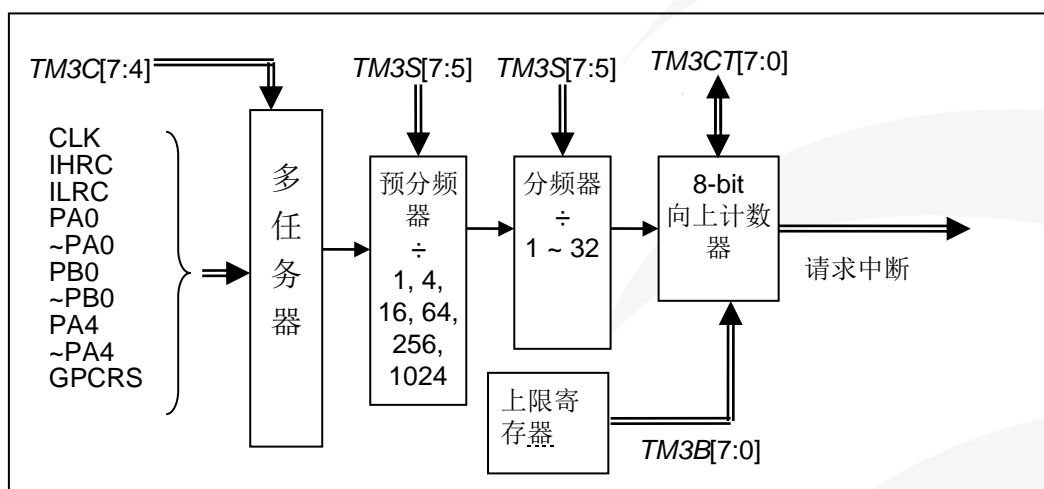 TM3C[7:4]
TM3S[7:5]
TM3S[7:5]
TM3CT[7:0]
CLK
IHRC
ILRC
PA0
~PA0
PB0
~PB0
PA4
~PA4
GPCRS
多
任
务
器
预分频
器
÷
1, 4,
16, 64,
256,
1024
分频器
÷
1 ~ 32
8-bit
向上计数
器
请求中断
上限寄
存器
TM3B[7:0]